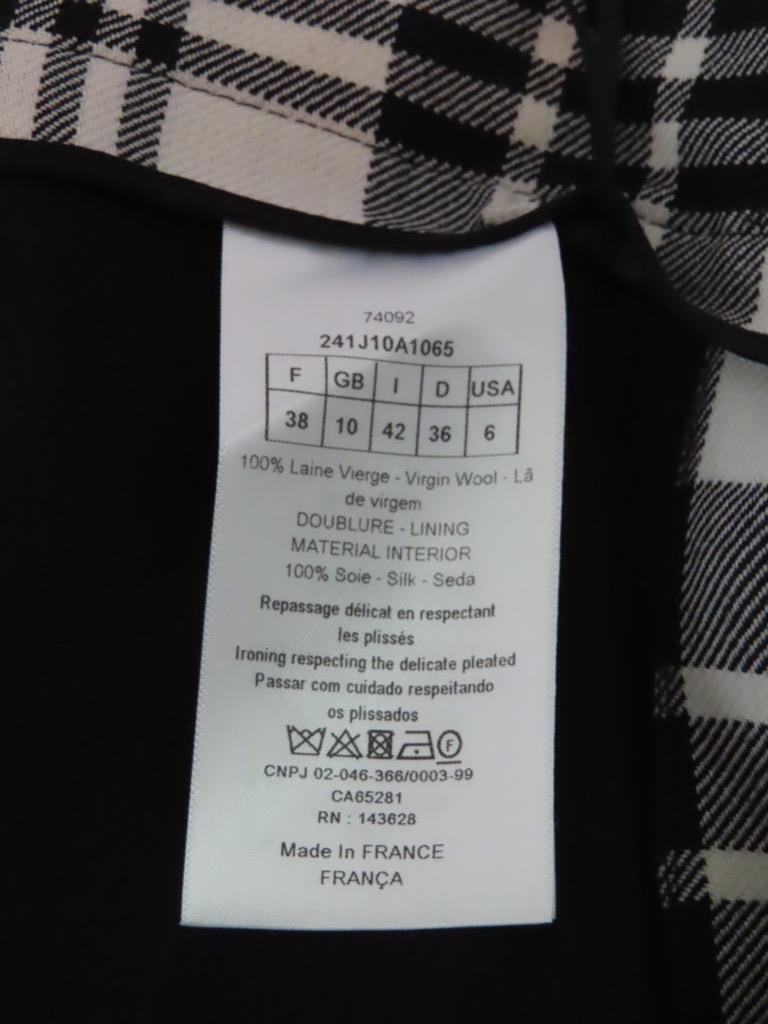 74092
241J10A1065
F GB I D USA
38 10 42 36 6
100% Laine Vierge - Virgin Wool - Lã
de virgem
DOUBLURE - LINING
MATERIAL INTERIOR
100% Soie - Silk - Seda
Repassage délicat en respectant
les plissés
Ironing respecting the delicate pleated
Passar com cuidado respeitando
os plissados
F
CNPJ 02-046-366/0003-99
CA65281
RN : 143628
Made In FRANCE
FRANÇA